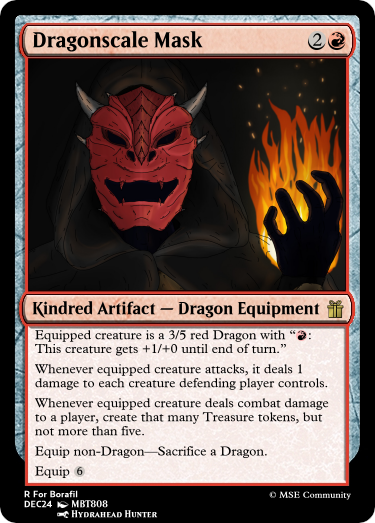 Dragonscale Mask 2
Kindred Artifact — Dragon Equipment
Equipped creature is a 3/5 red Dragon with “:
This creature gets +1/+0 until end of turn.”
Whenever equipped creature attacks, it deals 1
damage to each creature defending player controls.
Whenever equipped creature deals combat damage
to a player, create that many Treasure tokens, but
not more than five.
Equip non-Dragon—Sacrifice a Dragon.
Equip 6
R For Borafil
DEC24 MBT808
Hydrahead Hunter
© MSE Community